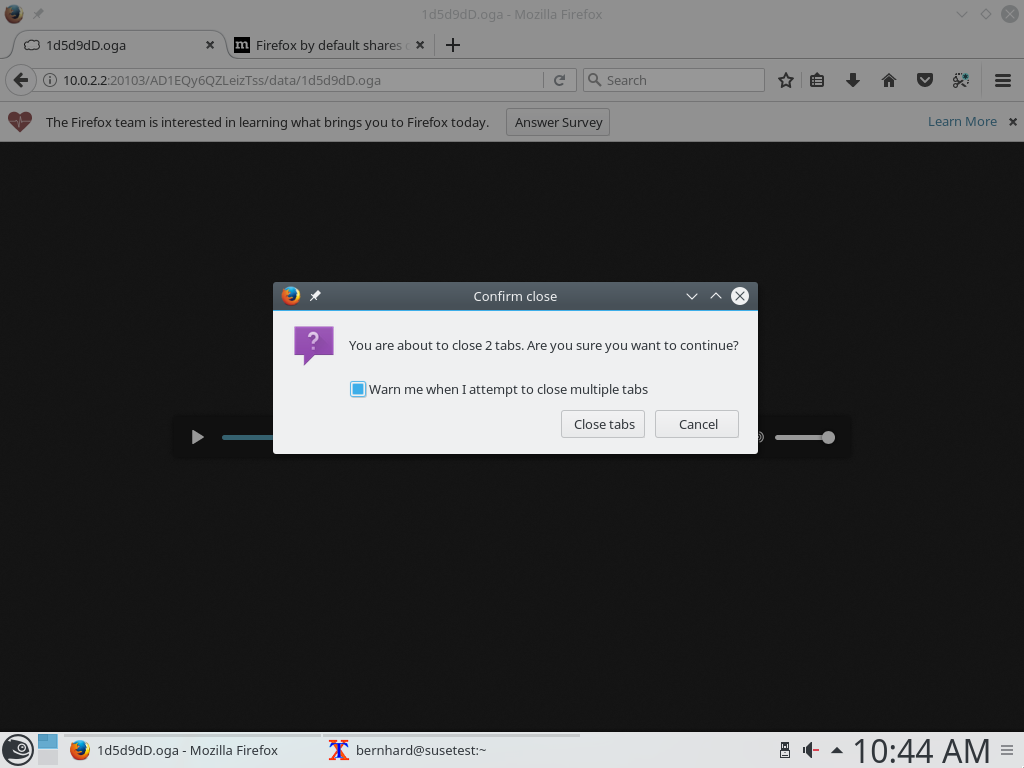 1d5d9dD.oga - Mozilla Firefox
1d5d9dD.oga
m Firefox by default shares
10.0.2.2:20103/AD1EQy6QZLeizTss/data/1d5d9dD.oga
Search
The Firefox team is interested in learning what brings you to Firefox today.
Answer Survey
Learn More
Confirm close
?
You are about to close 2 tabs. Are you sure you want to continue?
Warn me when I attempt to close multiple tabs
Close tabs
Cancel
1d5d9dD.oga - Mozilla Firefox
bernhard@susetest:~
10:44 AM